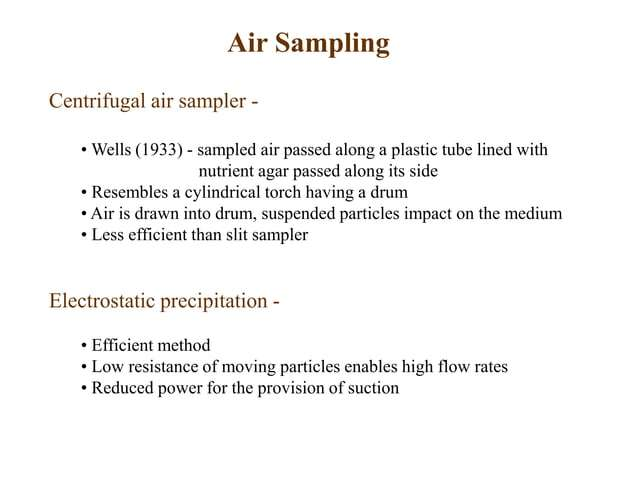 Air Sampling
Centrifugal air sampler -
• Wells (1933) - sampled air passed along a plastic tube lined with
nutrient agar passed along its side
• Resembles a cylindrical torch having a drum
• Air is drawn into drum, suspended particles impact on the medium
• Less efficient than slit sampler
Electrostatic precipitation -
• Efficient method
• Low resistance of moving particles enables high flow rates
• Reduced power for the provision of suction